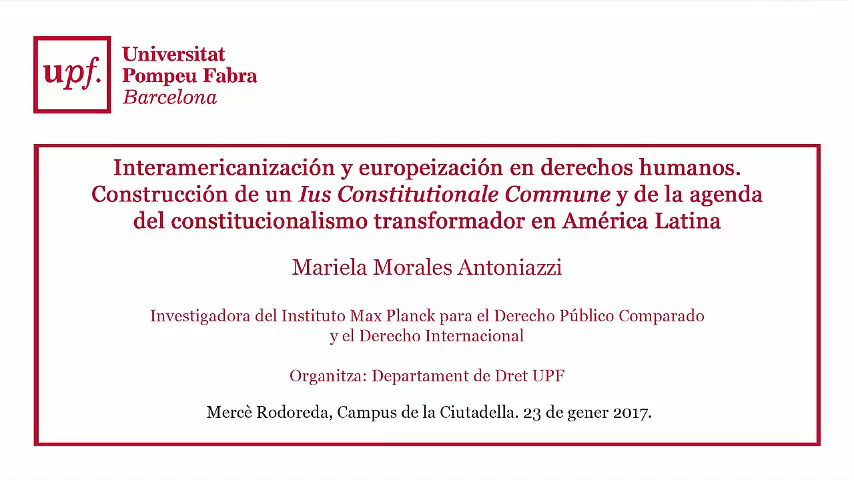 upf.
Universitat
Pompeu Fabra
Barcelona
Interamericanización y europeización en derechos humanos.
Construcción de un Ius Constitutionale Commune y de la agenda
del constitucionalismo transformador en América Latina
Mariela Morales Antoniazzi
Investigadora del Instituto Max Planck para el Derecho Público Comparado
y el Derecho Internacional
Organitza: Departament de Dret UPF
Mercè Rodoreda, Campus de la Ciutadella. 23 de gener 2017.